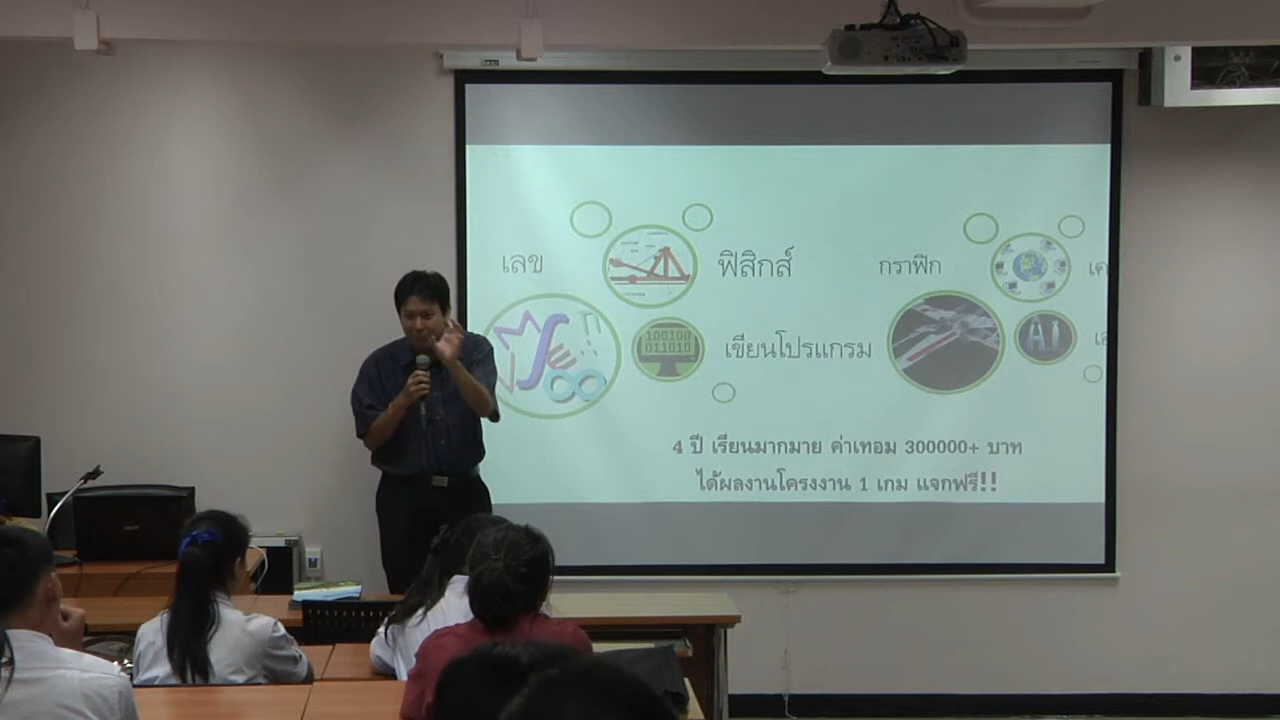 เลข
ฟิสิกส์
กราฟิก
100100
011010
เขียนโปรแกรม
AI
4 ปี เรียนมากมาย ค่าเทอม 300000+ บาท
ได้ผลงานโครงงาน 1 เกม แจกฟรี!!